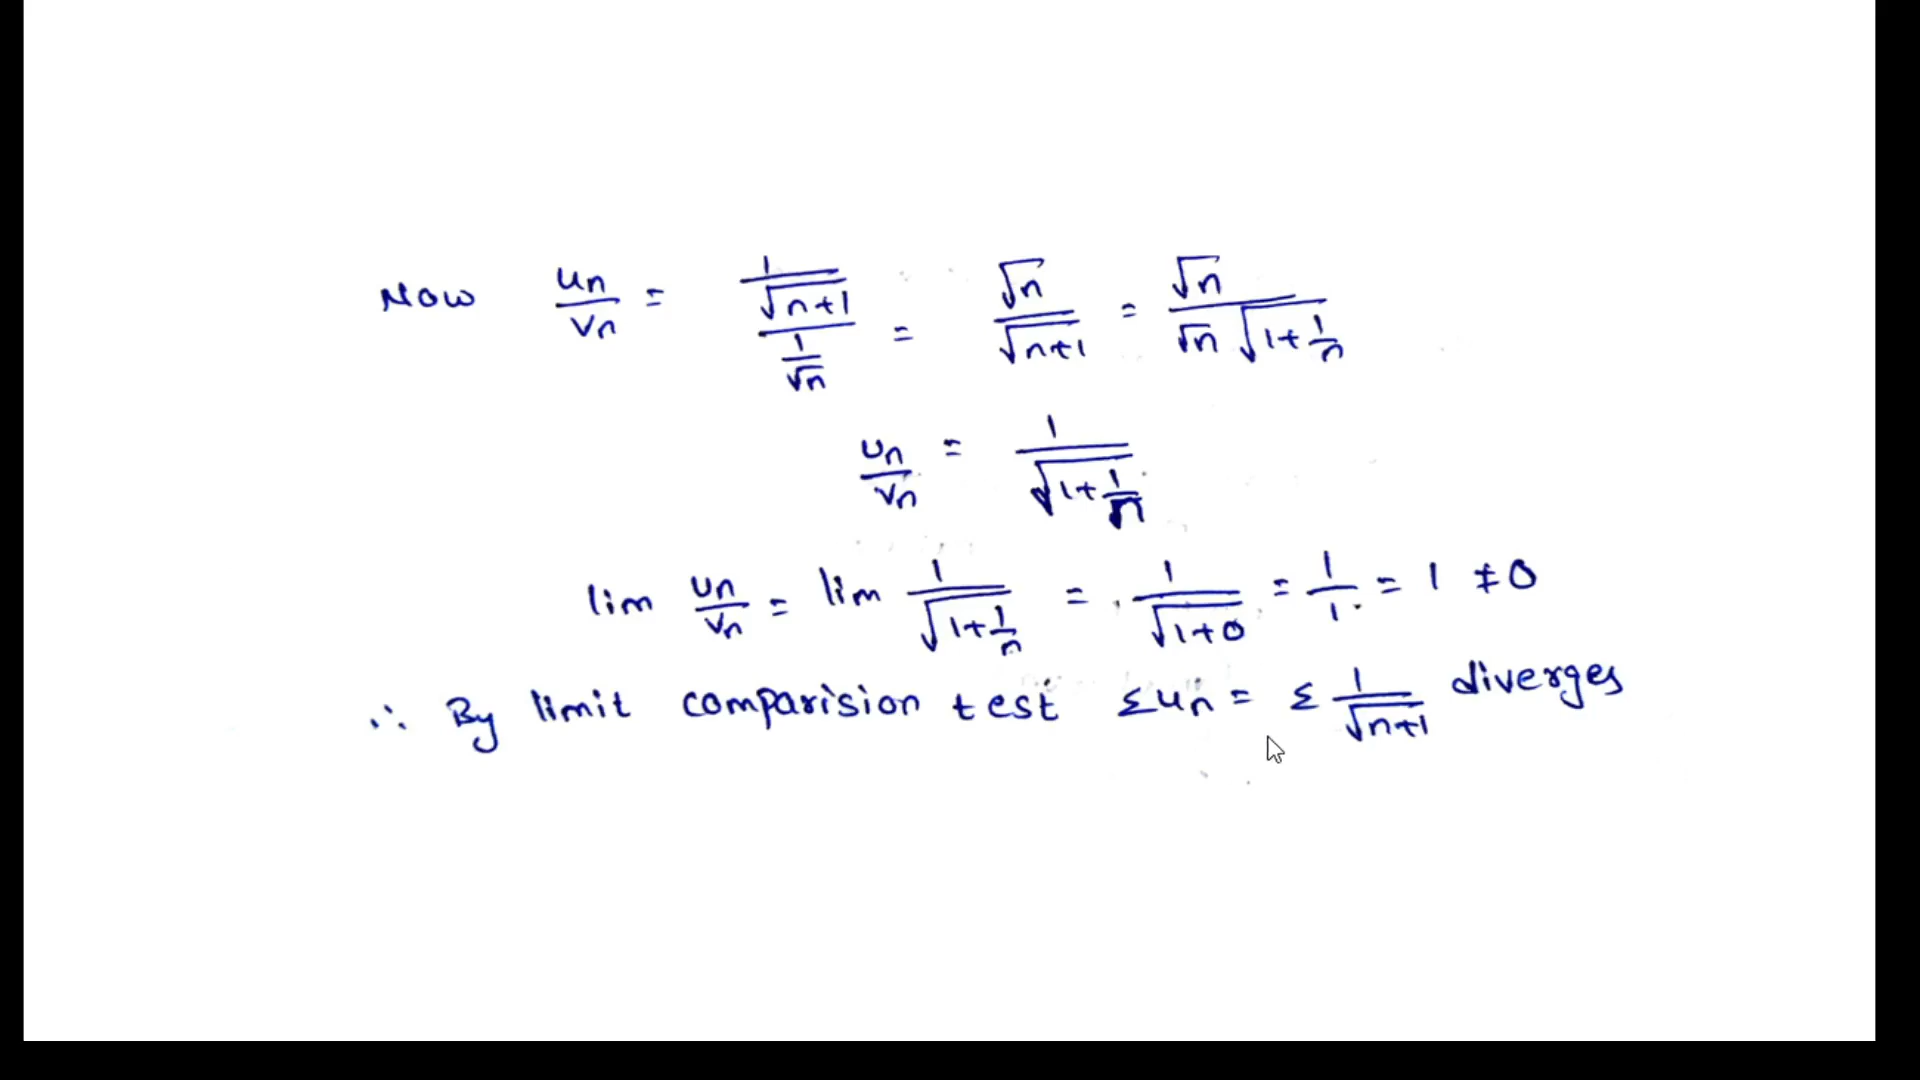 Now un/vn = (1/√(n+1))/(1/√n) = √n/√(n+1) = √n/(√n √(1+1/n))
un/vn = 1/√(1+1/n)
lim un/vn = lim 1/√(1+1/n) = 1/√(1+0) = 1/1 = 1 ≠ 0
∴ By limit comparision test Σun = Σ 1/√(n+1) diverges